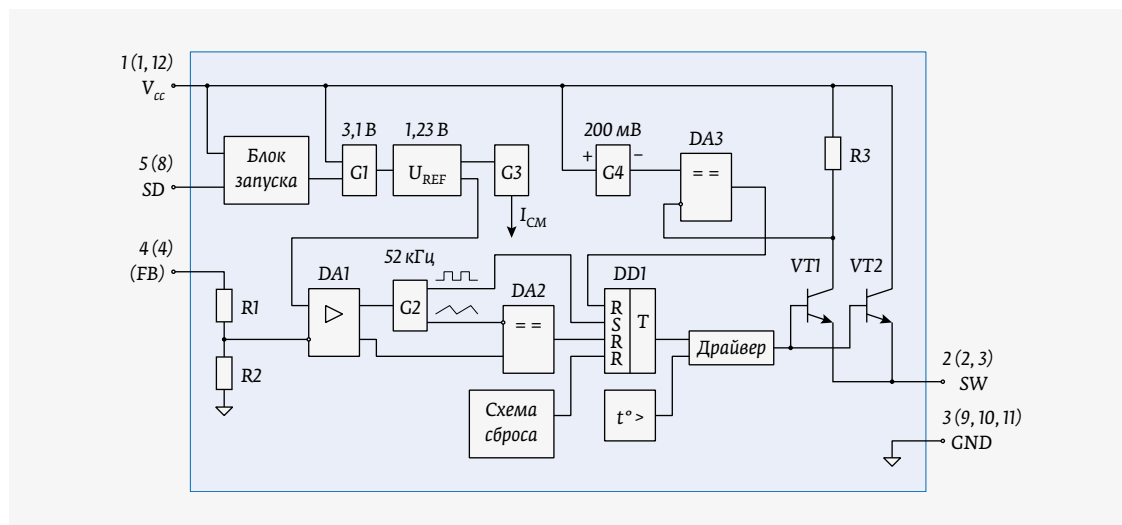 1 (1, 12)
Vcc
3,1 В
1,23 В
200 мВ
DA3
Блок
запуска
G1
UREF
G3
+
G4
–
= =
R3
5 (8)
SD
ICM
4 (4)
(FB)
52 кГц
DA1
DA2
DD1
VT1
VT2
R1
G2
= =
R
S
R
R
T
Драйвер
R2
2 (2, 3)
SW
Схема
сброса
t° >
3 (9, 10, 11)
GND